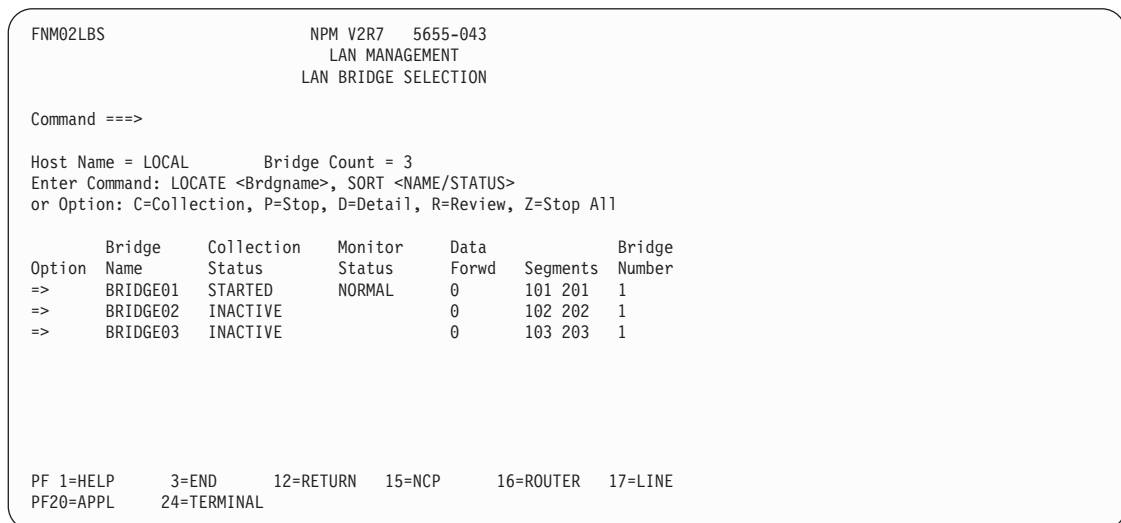 FNM02LBS NPM V2R7 5655-043
LAN MANAGEMENT
LAN BRIDGE SELECTION
Command ===>
Host Name = LOCAL Bridge Count = 3
Enter Command: LOCATE <Brdgname>, SORT <NAME/STATUS>
or Option: C=Collection, P=Stop, D=Detail, R=Review, Z=Stop All
Bridge Collection Monitor Data Bridge
Option Name Status Status Forwd Segments Number
=> BRIDGE01 STARTED NORMAL 0 101 201 1
=> BRIDGE02 INACTIVE 0 102 202 1
=> BRIDGE03 INACTIVE 0 103 203 1
PF 1=HELP 3=END 12=RETURN 15=NCP 16=ROUTER 17=LINE
PF20=APPL 24=TERMINAL